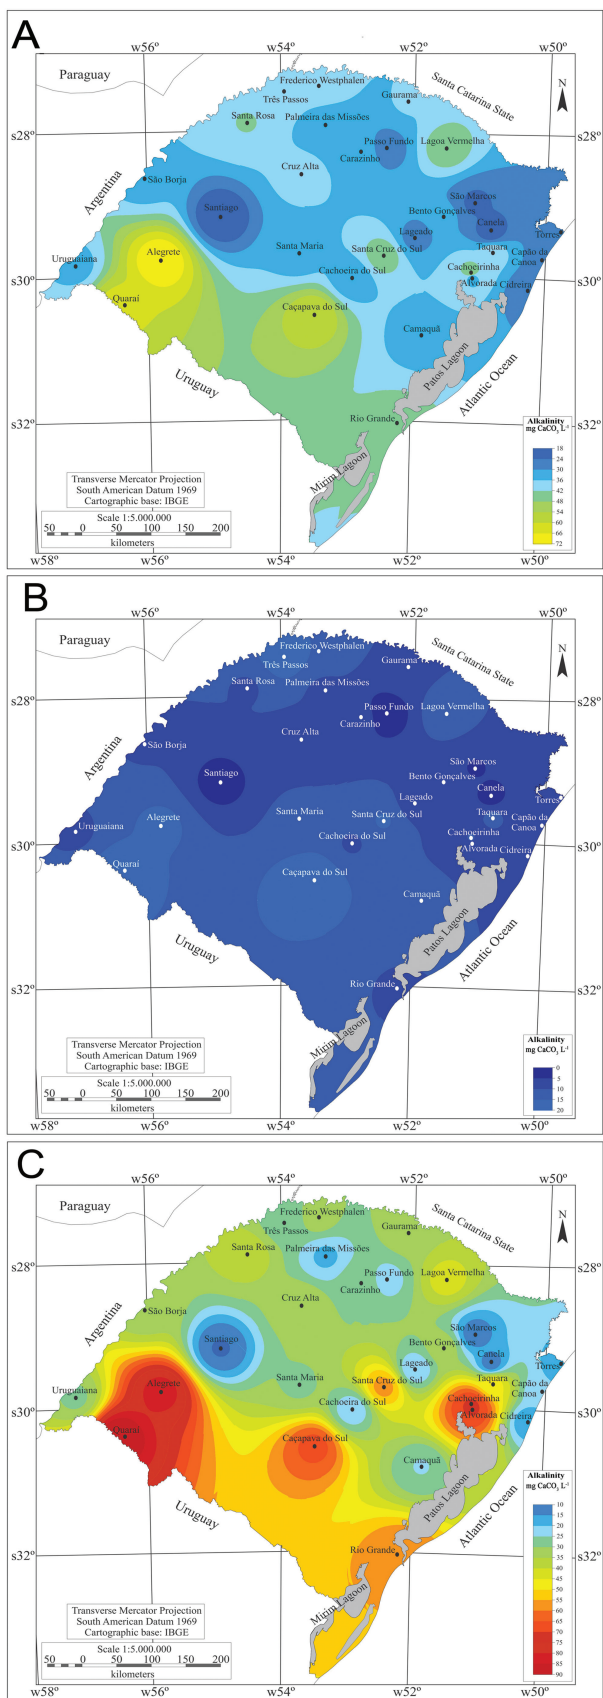 A
w56º
w54º
w52º
w50º
Paraguay
Frederico Westphalen
Três Passos
Gaurama
Santa Catarina State
N
s28º
Santa Rosa
Palmeira das Missões
Passo Fundo
Lagoa Vermelha
Carazinho
Cruz Alta
Argentina
São Borja
Santiago
São Marcos
Bento Gonçalves
Canela
Lageado
Torres
Santa Maria
Santa Cruz do Sul
Taquara
Uruguaiana
Alegrete
Capão da
Canoa
s30º
Cachoeira do Sul
Cachoeirinha
Alvorada
Cidreira
Quaraí
Caçapava do Sul
Camaquã
Patos Lagoon
Atlantic Ocean
Uruguay
s32º
Rio Grande
Mirim Lagoon
Alkalinity
mg CaCO₃ L⁻¹
18
24
30
36
42
48
54
60
66
72
Transverse Mercator Projection
South American Datum 1969
Cartographic base: IBGE
Scale 1:5.000.000
50 0 50 100 150 200
kilometers
w58º
w56º
w54º
w52º
w50º
B
w56º
w54º
w52º
w50º
Paraguay
Frederico Westphalen
Três Passos
Gaurama
Santa Catarina State
N
s28º
Santa Rosa
Palmeira das Missões
Passo Fundo
Lagoa Vermelha
Carazinho
Cruz Alta
Argentina
São Borja
Santiago
São Marcos
Bento Gonçalves
Canela
Lageado
Torres
Santa Maria
Santa Cruz do Sul
Taquara
Uruguaiana
Alegrete
Capão da
Canoa
s30º
Cachoeira do Sul
Cachoeirinha
Alvorada
Cidreira
Quaraí
Caçapava do Sul
Camaquã
Patos Lagoon
Atlantic Ocean
Uruguay
s32º
Rio Grande
Mirim Lagoon
Alkalinity
mg CaCO₃ L⁻¹
0
5
10
15
20
Transverse Mercator Projection
South American Datum 1969
Cartographic base: IBGE
Scale 1:5.000.000
50 0 50 100 150 200
kilometers
w58º
w56º
w54º
w52º
w50º
C
w56º
w54º
w52º
w50º
Paraguay
Frederico Westphalen
Três Passos
Gaurama
Santa Catarina State
N
s28º
Santa Rosa
Palmeira das Missões
Passo Fundo
Lagoa Vermelha
Carazinho
Cruz Alta
Argentina
São Borja
Santiago
São Marcos
Bento Gonçalves
Canela
Lageado
Torres
Santa Maria
Santa Cruz do Sul
Taquara
Uruguaiana
Alegrete
Capão da
Canoa
s30º
Cachoeira do Sul
Cachoeirinha
Alvorada
Cidreira
Quaraí
Caçapava do Sul
Camaquã
Patos Lagoon
Atlantic Ocean
Uruguay
s32º
Rio Grande
Mirim Lagoon
Alkalinity
mg CaCO₃ L⁻¹
10
15
20
25
30
35
40
45
50
55
60
65
70
75
80
85
90
Transverse Mercator Projection
South American Datum 1969
Cartographic base: IBGE
Scale 1:5.000.000
50 0 50 100 150 200
kilometers
w58º
w56º
w54º
w52º
w50º